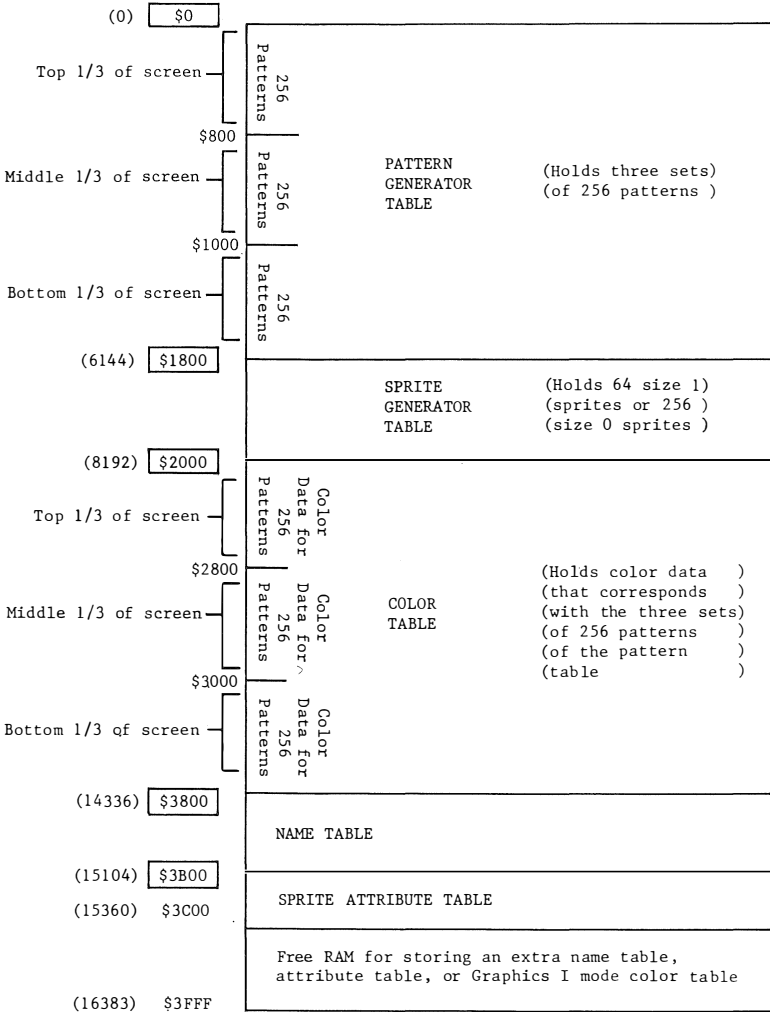 (0) $0
Top 1/3 of screen
256
Patterns
$800
Middle 1/3 of screen
256
Patterns
PATTERN
GENERATOR
TABLE
(Holds three sets)
(of 256 patterns )
$1000
Bottom 1/3 of screen
256
Patterns
(6144) $1800
SPRITE
GENERATOR
TABLE
(Holds 64 size 1)
(sprites or 256 )
(size 0 sprites )
(8192) $2000
Top 1/3 of screen
Color
Data for
256
Patterns
$2800
Middle 1/3 of screen
Color
Data for
256
Patterns
COLOR
TABLE
(Holds color data )
(that corresponds )
(with the three sets)
(of 256 patterns )
(of the pattern )
(table )
$3000
Bottom 1/3 of screen
Color
Data for
256
Patterns
(14336) $3800
NAME TABLE
(15104) $3B00
SPRITE ATTRIBUTE TABLE
(15360) $3C00
Free RAM for storing an extra name table,
attribute table, or Graphics I mode color table
(16383) $3FFF